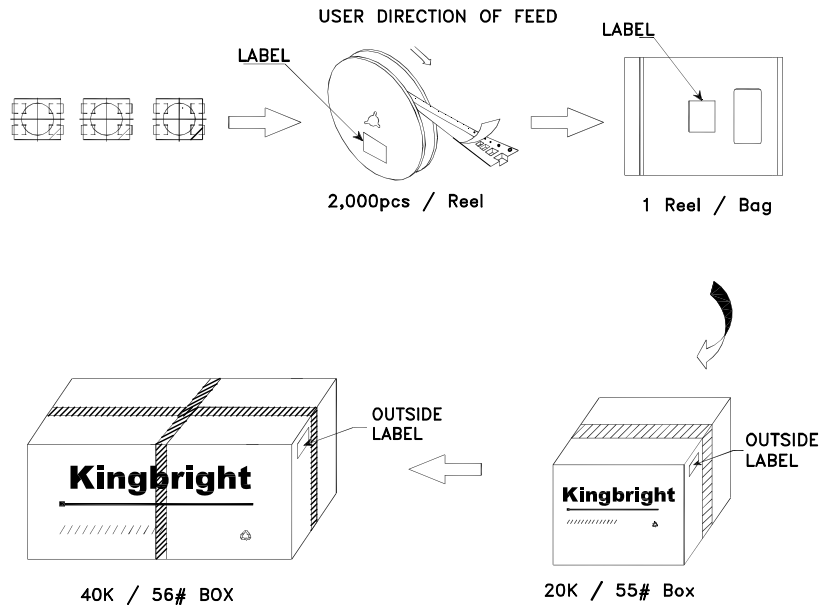 USER DIRECTION OF FEED
LABEL
LABEL
2,000pcs / Reel
1 Reel / Bag
OUTSIDE
LABEL
OUTSIDE
LABEL
Kingbright
Kingbright
40K / 56# BOX
20K / 55# Box